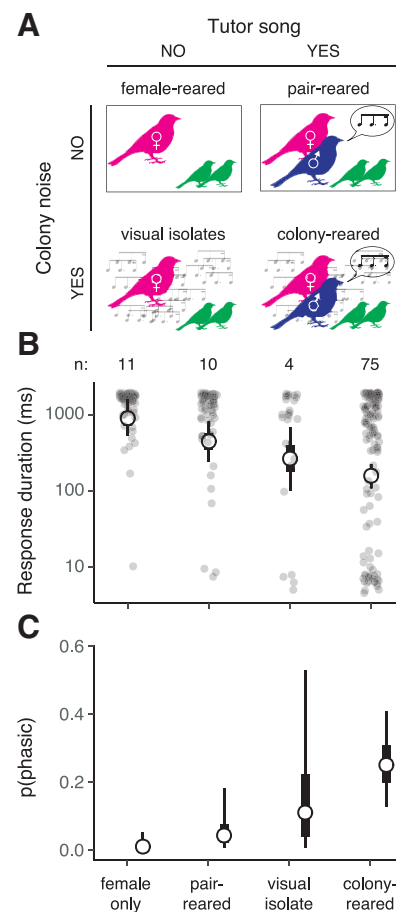 A
Tutor song
NO YES
Colony noise
NO
YES
female-reared pair-reared
♀ ♀
♂
visual isolates colony-reared
♀ ♀
♂
B
n: 11 10 4 75
Response duration (ms)
1000
100
10
C
p(phasic)
0.6
0.4
0.2
0.0
female only
pair-reared
visual isolate
colony-reared